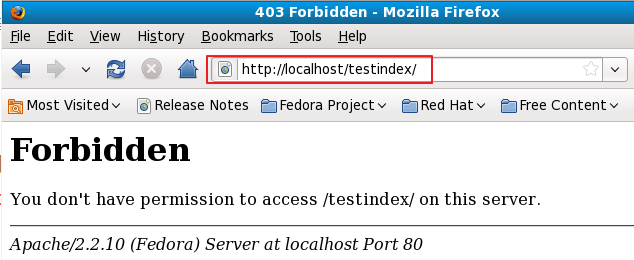 403 Forbidden - Mozilla Firefox
File Edit View History Bookmarks Tools Help
http://localhost/testindex/
Most Visited Release Notes Fedora Project Red Hat Free Content
Forbidden
You don't have permission to access /testindex/ on this server.
Apache/2.2.10 (Fedora) Server at localhost Port 80